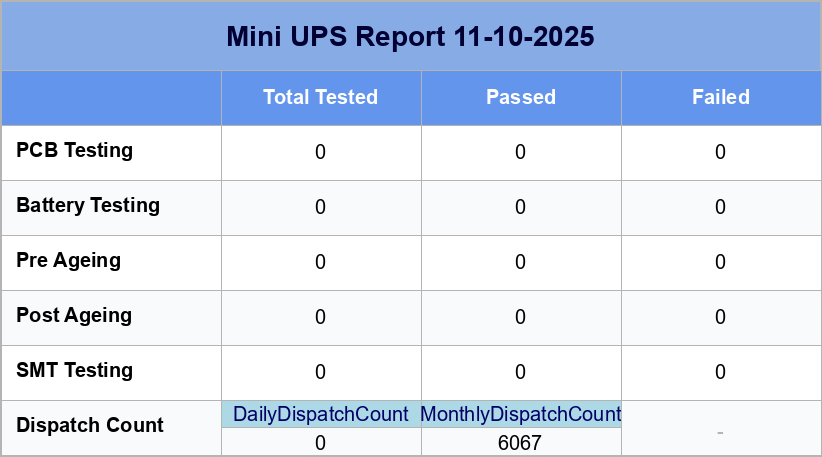 Mini UPS Report 11-10-2025
Total Tested Passed Failed
PCB Testing 0 0 0
Battery Testing 0 0 0
Pre Ageing 0 0 0
Post Ageing 0 0 0
SMT Testing 0 0 0
Dispatch Count DailyDispatchCount MonthlyDispatchCount -
0 6067